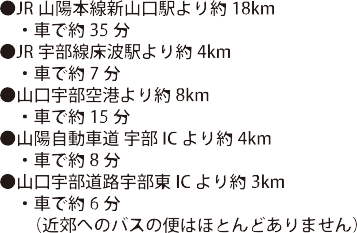 ●JR 山陽本線新山口駅より約 18km
・車で約 35 分
●JR 宇部線床波駅より約 4km
・車で約 7 分
●山口宇部空港より約 8km
・車で約 15 分
●山陽自動車道 宇部 IC より約 4km
・車で約 8 分
●山口宇部道路宇部東 IC より約 3km
・車で約 6 分
（近郊へのバスの便はほとんどありません）